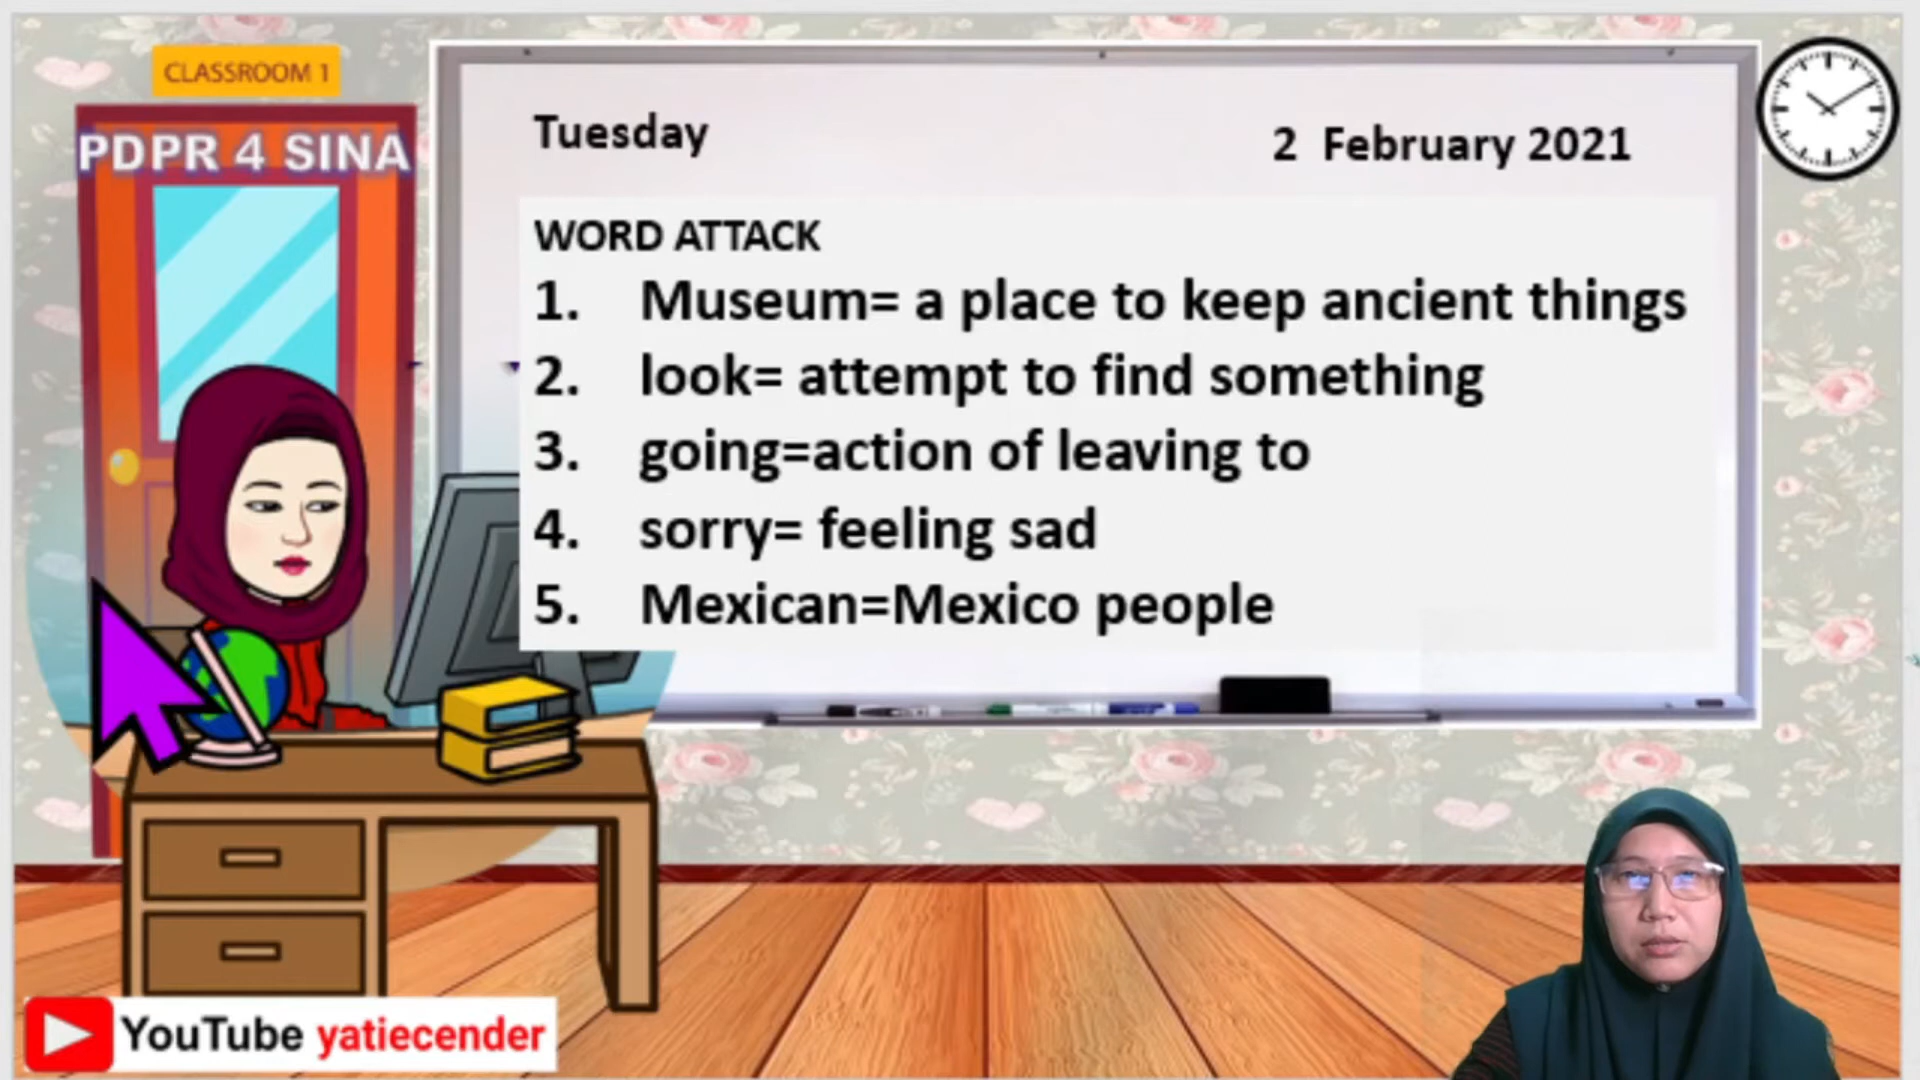 CLASSROOM 1
PDPR 4 SINA
Tuesday
2 February 2021
WORD ATTACK
1. Museum= a place to keep ancient things
2. look= attempt to find something
3. going=action of leaving to
4. sorry= feeling sad
5. Mexican=Mexico people
YouTube yatiecender